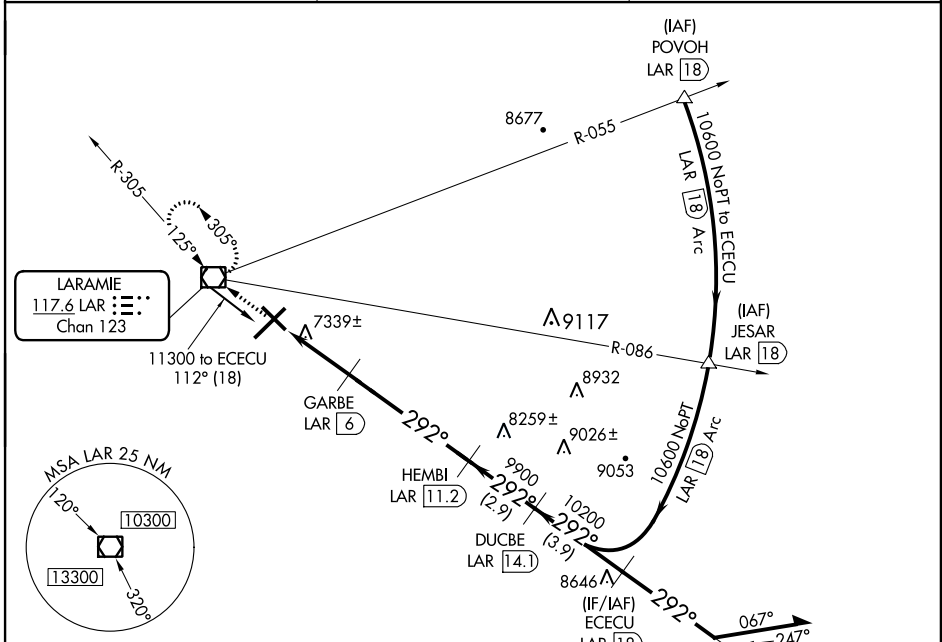 (IAF)
POVOH
LAR 18
8677
R-055
10600 NoPT to ECECU
LAR 18 Arc
R-305
125°
305°
LARAMIE
117.6 LAR
Chan 123
11300 to ECECU
112° (18)
7339±
9117
R-086
(IAF)
JESAR
LAR 18
GARBE
LAR 6
292°
8932
8259±
9026±
9053
10600 NoPT
LAR 18 Arc
HEMBI
LAR 11.2
9900
292°
(2.9)
DUCBE
LAR 14.1
10200
292°
(3.9)
8646
(IF/IAF)
ECECU
LAR 18
292°
067°
247°
MSA LAR 25 NM
120°
10300
13300
320°